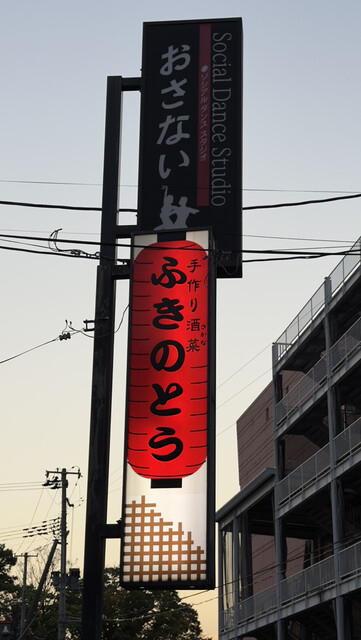 Social Dance Studio
●ソシアルダンス スタジオ
おさない
手作り酒菜
さかな
ふきのとう